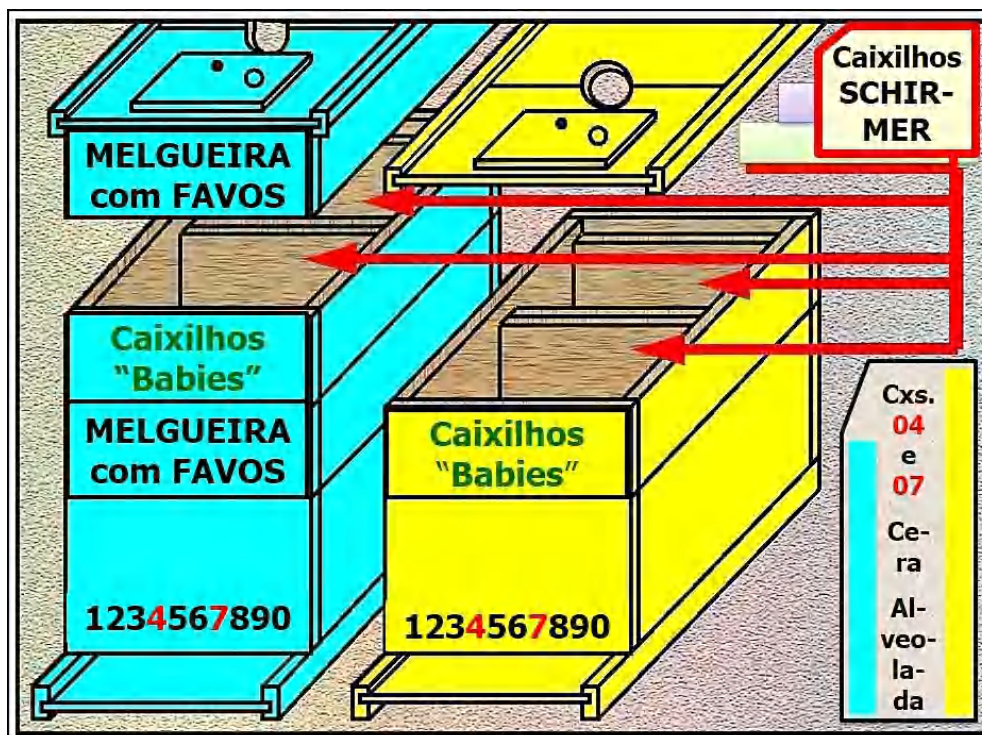 Caixilhos
SCHIR-
MER
MELGUEIRA
com FAVOS
Caixilhos
“Babies”
MELGUEIRA
com FAVOS
1234567890
Caixilhos
“Babies”
1234567890
Cxs.
04
e
07
Ce-
ra
Al-
veo-
la-
da